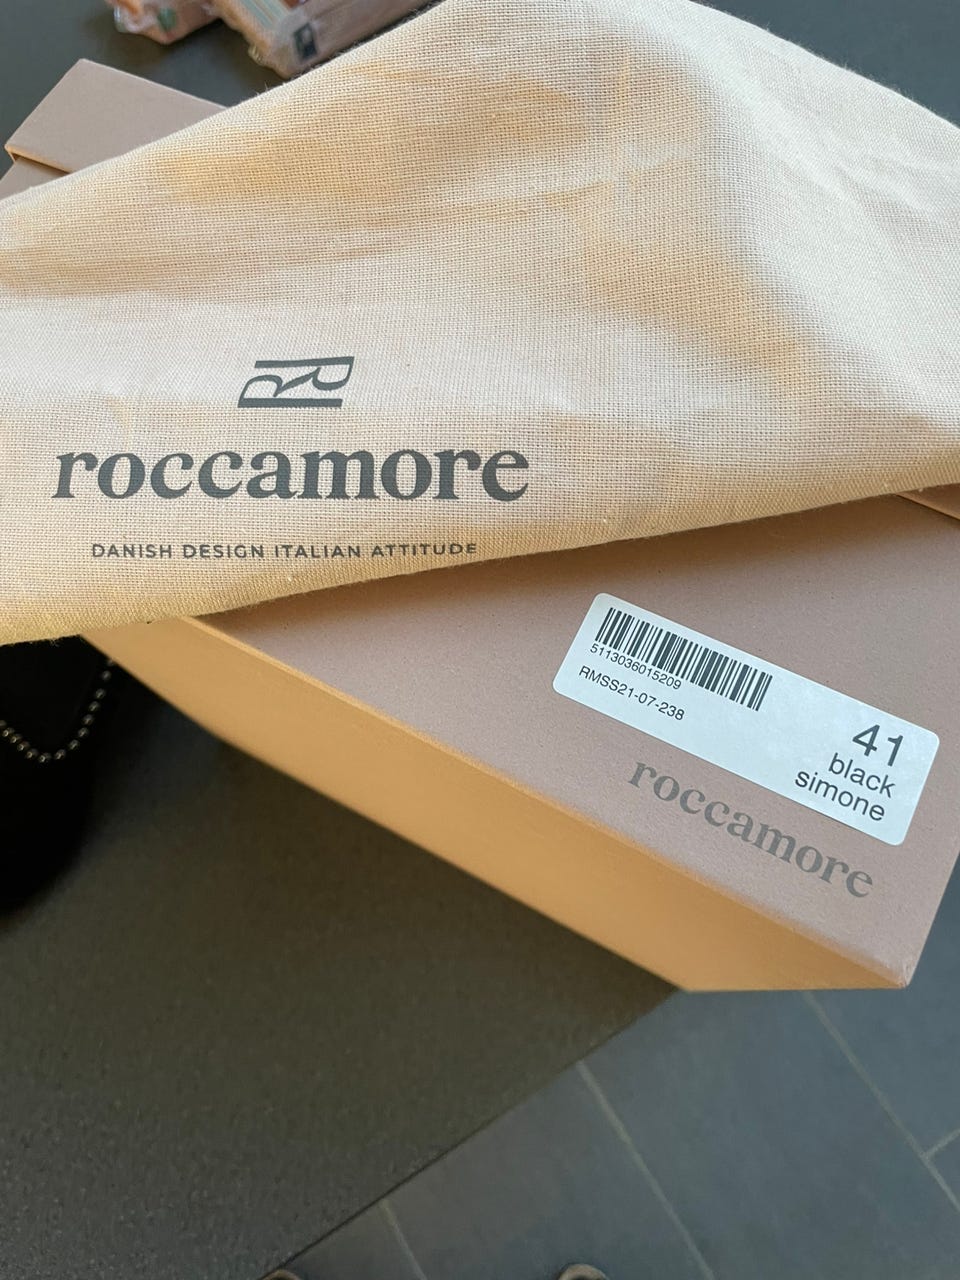 roccamore
DANISH DESIGN ITALIAN ATTITUDE
5113036015209
RMSS21-07-238
41
black
simone
roccamore